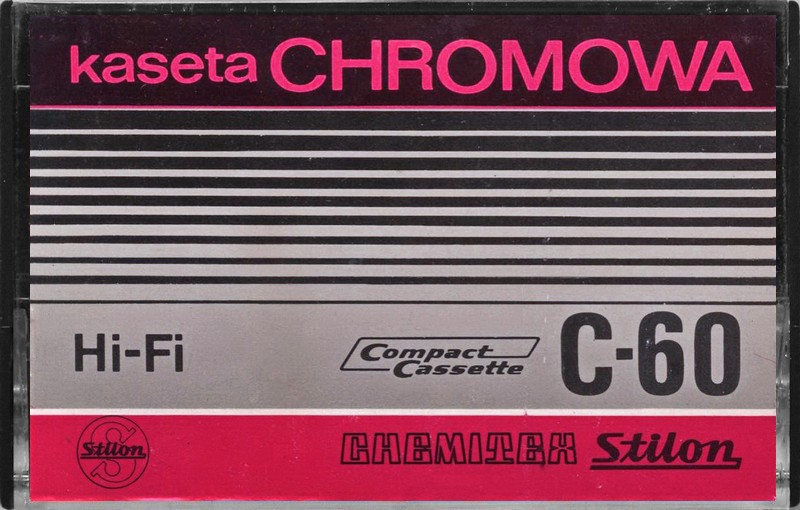 kaseta CHROMOWA
Hi-Fi
Compact
Cassette
C-60
Stilon
CHEMITEX Stilon